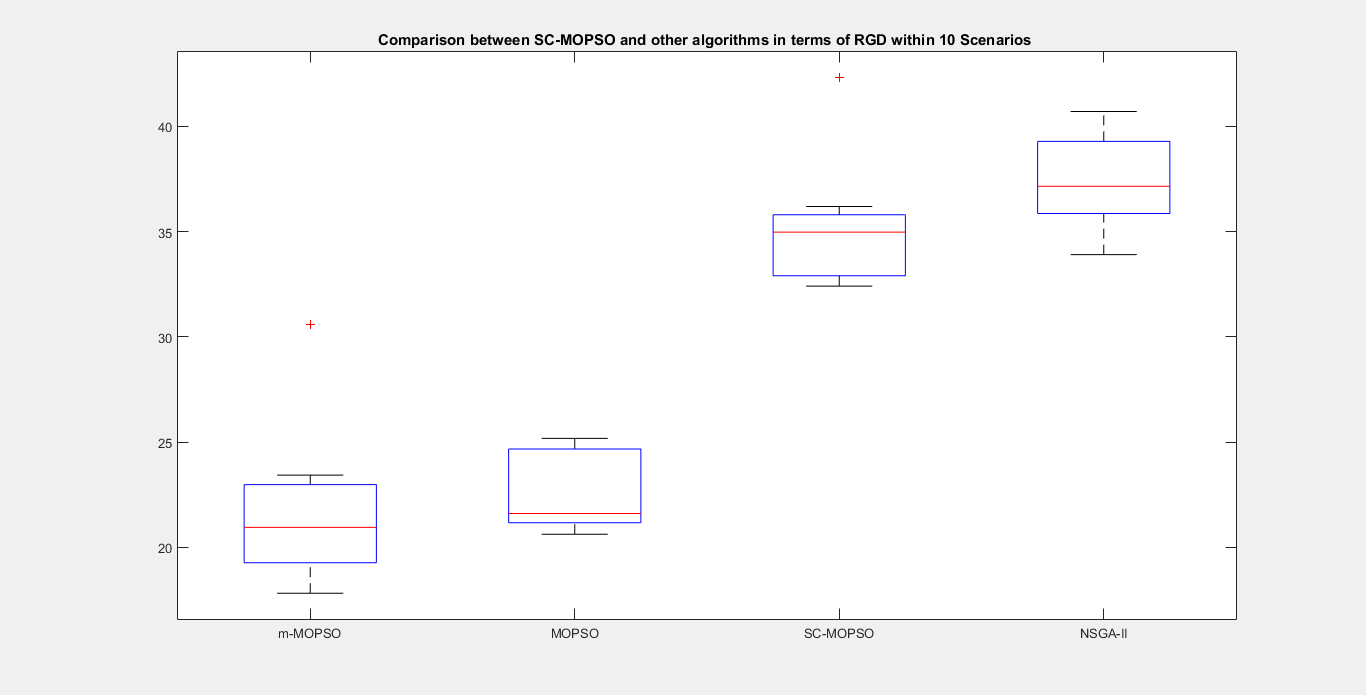 Comparison between SC-MOPSO and other algorithms in terms of RGD within 10 Scenarios
40
35
30
25
20
m-MOPSO MOPSO SC-MOPSO NSGA-II